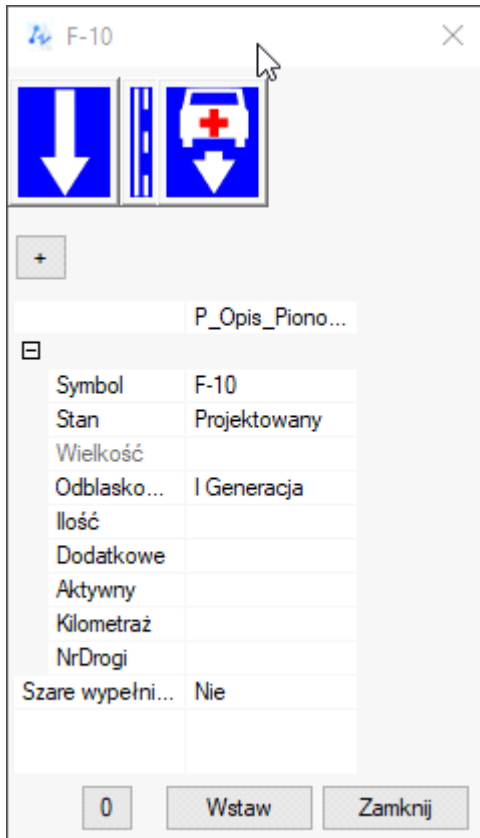 F-10
+
P_Opis_Piono...
Symbol F-10
Stan Projektowany
Wielkość
Odblasko... I Generacja
Ilość
Dodatkowe
Aktywny
Kilometraż
NrDrogi
Szare wypełni... Nie
0 Wstaw Zamknij